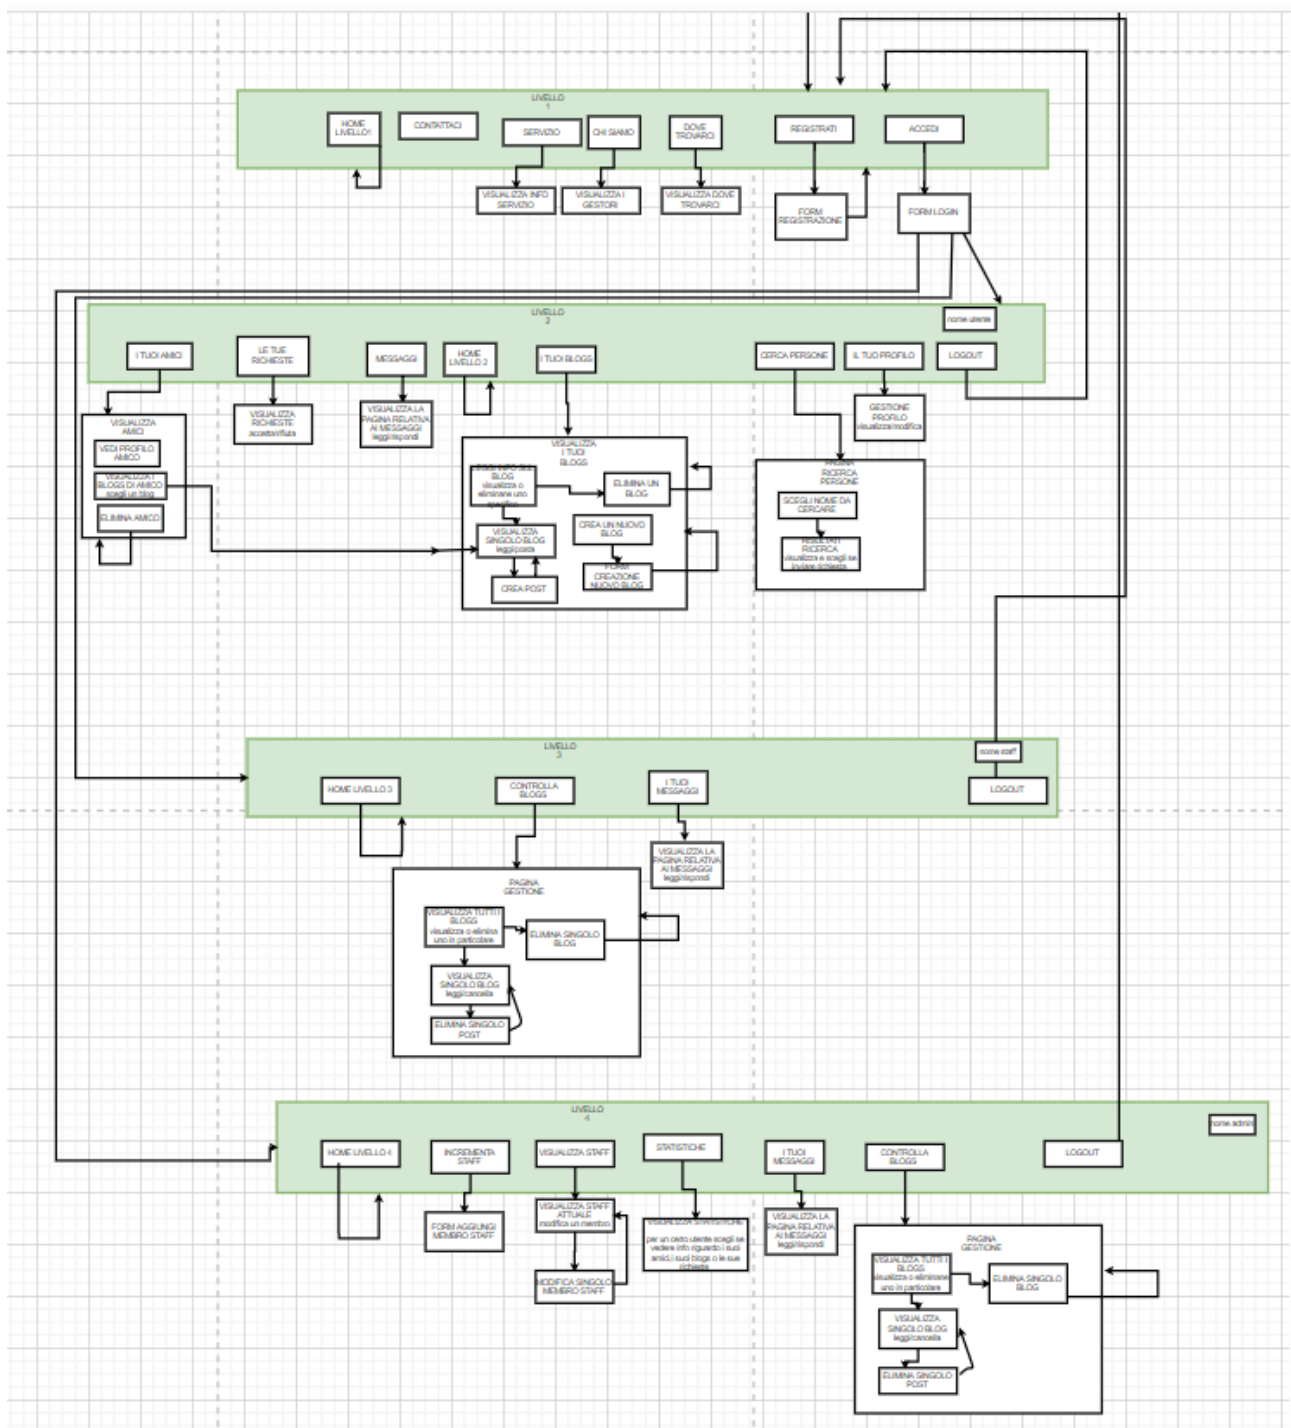 LIVELLO
1
HOME
LIVELLO1
CONTATTACI
SERVIZIO
CHI SIAMO
DOVE
TROVARCI
REGISTRATI
ACCEDI
VISUALIZZA INFO
SERVIZIO
VISUALIZZA I
GESTORI
VISUALIZZA DOVE
TROVARCI
FORM
REGISTRAZIONE
FORM LOGIN
LIVELLO
2
nome utente
I TUOI AMICI
LE TUE
RICHIESTE
MESSAGGI
HOME
LIVELLO 2
I TUOI BLOGS
CERCA PERSONE
IL TUO PROFILO
LOGOUT
VISUALIZZA
AMICI
VEDI PROFILO
AMICO
VISUALIZZA I
BLOGS DI AMICO
scegli un blog
ELIMINA AMICO
VISUALIZZA
RICHIESTE
accetta/rifiuta
VISUALIZZA LA
PAGINA RELATIVA
AI MESSAGGI
leggi/rispondi
VISUALIZZA
I TUOI
BLOGS
BLOG
visualizza o
eliminane uno
specifico
ELIMINA UN
BLOG
VISUALIZZA
SINGOLO BLOG
leggi/posta
CREA POST
CREA UN NUOVO
BLOG
FORM
CREAZIONE
NUOVO BLOG
GESTIONE
PROFILO
visualizza/modifica
PAGINA
RICERCA
PERSONE
SCEGLI NOME DA
CERCARE
RISULTATI
RICERCA
visualizza e scegli se
inviare richiesta
LIVELLO
3
nome staff
HOME LIVELLO 3
CONTROLLA
BLOGS
I TUOI
MESSAGGI
LOGOUT
VISUALIZZA LA
PAGINA RELATIVA
AI MESSAGGI
leggi/rispondi
PAGINA
GESTIONE
VISUALIZZA TUTTI I
BLOGS
visualizza o elimina
uno in particolare
ELIMINA SINGOLO
BLOG
VISUALIZZA
SINGOLO BLOG
leggi/cancella
ELIMINA SINGOLO
POST
LIVELLO
4
nome admin
HOME LIVELLO 4
INCREMENTA
STAFF
VISUALIZZA STAFF
STATISTICHE
I TUOI
MESSAGGI
CONTROLLA
BLOGS
LOGOUT
FORM AGGIUNGI
MEMBRO STAFF
VISUALIZZA STAFF
ATTUALE
modifica un membro
MODIFICA SINGOLO
MEMBRO STAFF
VISUALIZZA STATISTICHE
per un certo utente scegli se
vedere info riguardo i suoi
amici, i suoi blogs o le sue
richieste
VISUALIZZA LA
PAGINA RELATIVA
AI MESSAGGI
leggi/rispondi
PAGINA
GESTIONE
VISUALIZZA TUTTI I
BLOGS
visualizza o eliminane
uno in particolare
ELIMINA SINGOLO
BLOG
VISUALIZZA
SINGOLO BLOG
leggi/cancella
ELIMINA SINGOLO
POST